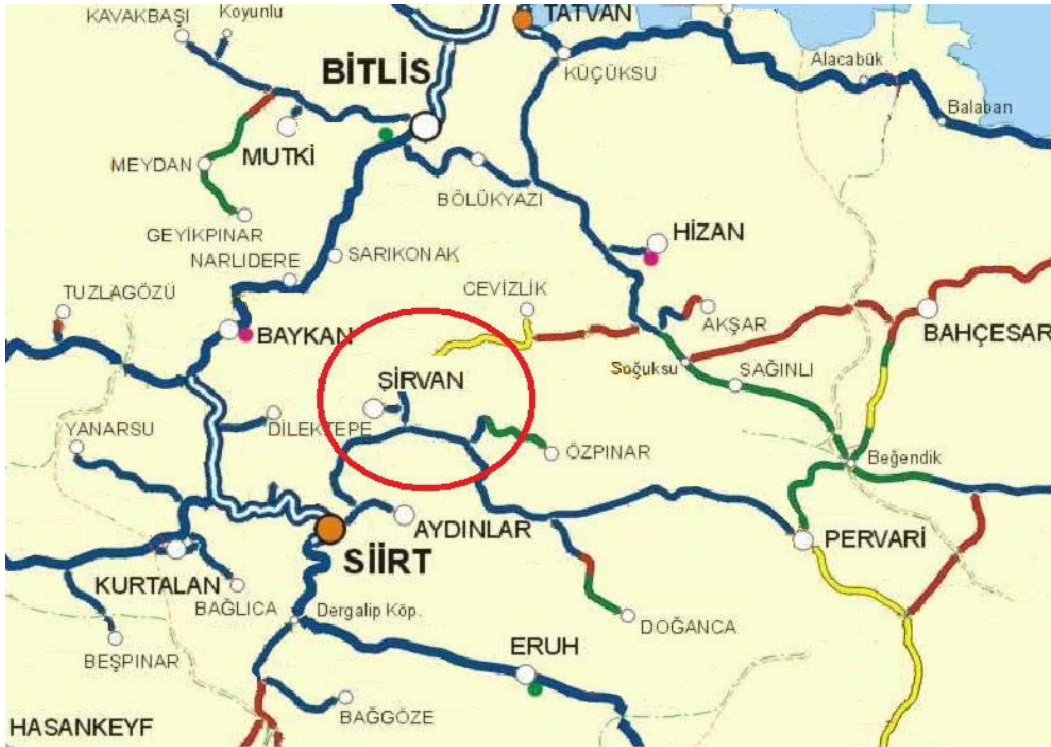 KAVAKBAŞI
Koyunlu
TATVAN
BİTLİS
KÜÇÜKSU
Alacabük
Balaban
MUTKİ
MEYDAN
BÖLÜKYAZI
GEYİKPINAR
HİZAN
NARLIDERE
SARIKONAK
TUZLAGÖZÜ
CEVİZLİK
BAYKAN
AKŞAR
BAHÇESAR
ŞİRVAN
Soğuksu
SAĞINLI
YANARSU
DİLEKTEPE
ÖZPINAR
Beğendik
AYDINLAR
PERVARİ
SİİRT
KURTALAN
BAĞLICA
Dergalip Köp.
DOĞANCA
BEŞPINAR
ERUH
BAĞGÖZE
HASANKEYF